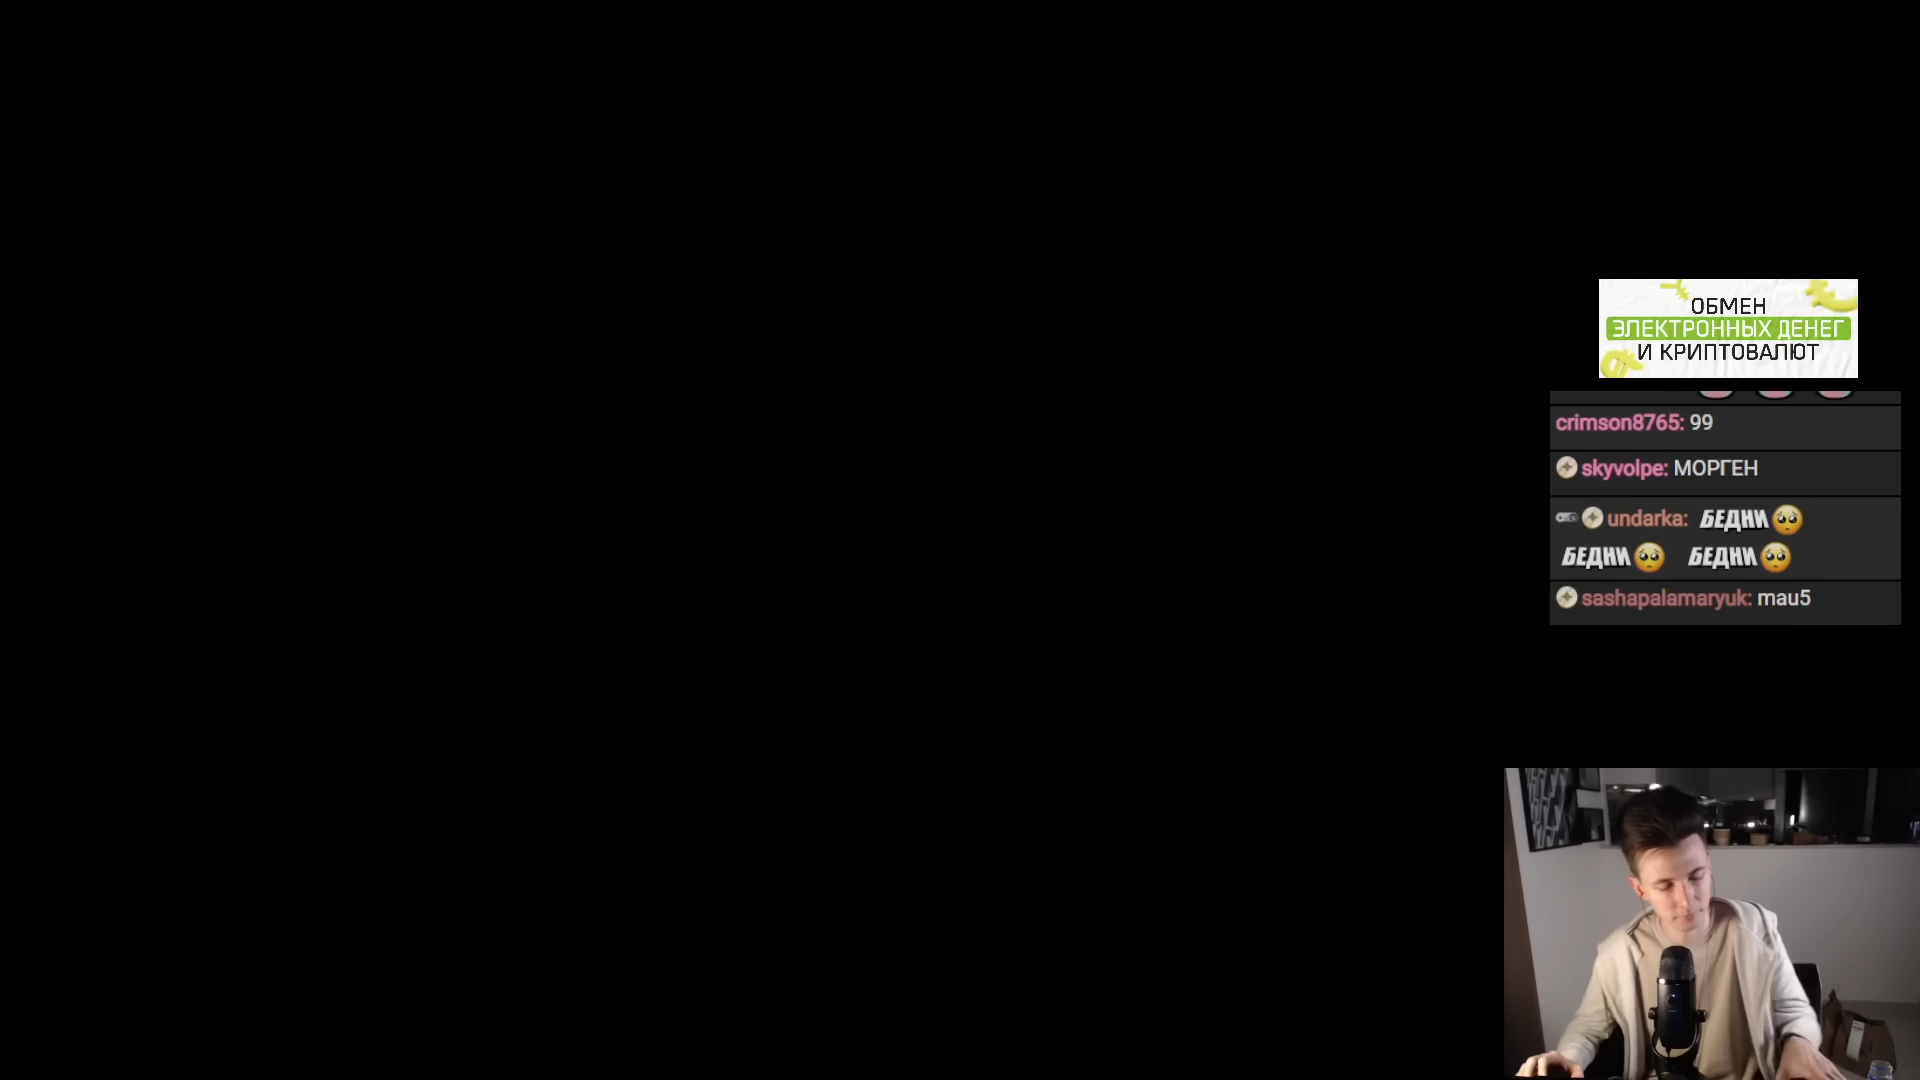 ОБМЕН
ЭЛЕКТРОННЫХ ДЕНЕГ
И КРИПТОВАЛЮТ
crimson8765: 99
skyvolpe: МОРГЕН
undarka: БЕДНИ
БЕДНИ БЕДНИ
sashapalamaryuk: mau5